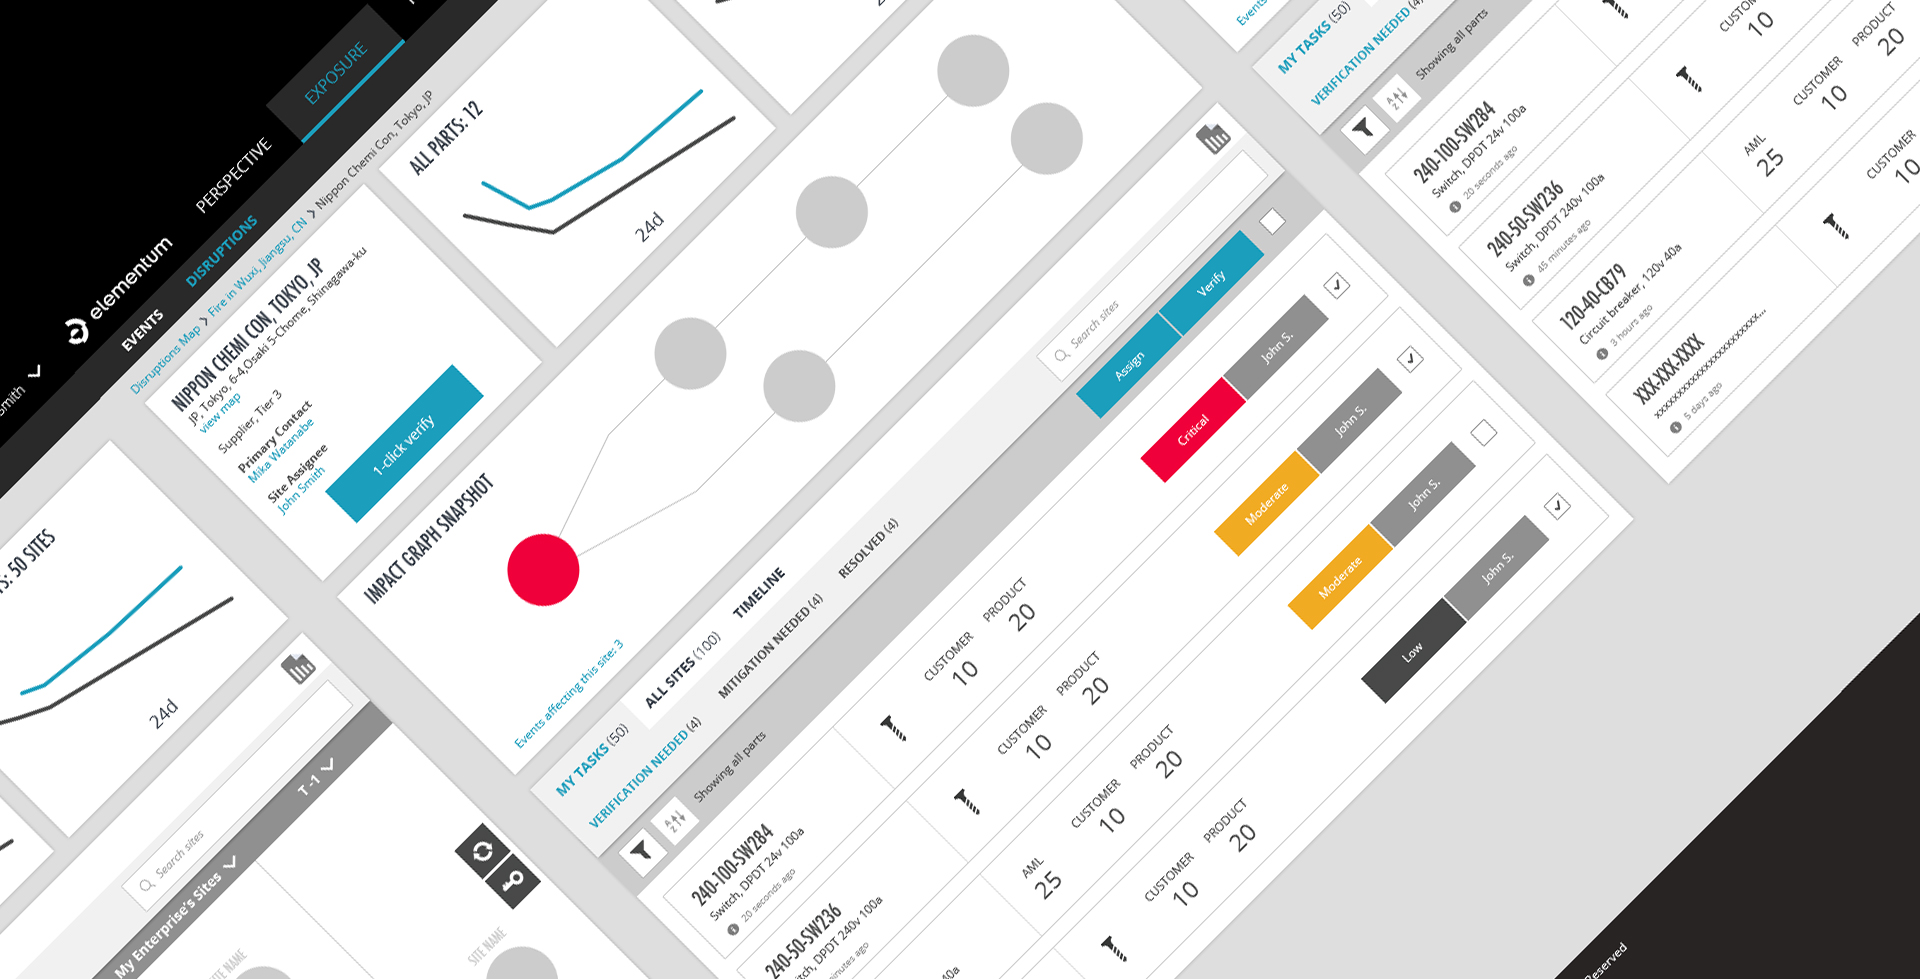 Smith
elementum
PERSPECTIVE
EXPOSURE
EVENTS
DISRUPTIONS
Disruptions Map > Fire in Wuxi, Jiangsu, CN > Nippon Chemi Con, Tokyo, JP
NIPPON CHEMI CON, TOKYO, JP
JP, Tokyo, 6-4,Osaki 5-Chome, Shinagawa-ku
view map
Supplier, Tier 3
Primary Contact
Mika Watanabe
Site Assignee
John Smith
1-click verify
ALL PARTS: 12
24d
50 SITES
24d
IMPACT GRAPH SNAPSHOT
Events affecting this site: 3
Search sites
My Enterprise's Sites
T -1
SITE NAME
MY TASKS (50)
ALL SITES (100)
TIMELINE
VERIFICATION NEEDED (4)
MITIGATION NEEDED (4)
RESOLVED (4)
Search sites
Showing all parts
Assign
Verify
240-100-SW284
Switch, DPDT 24v 100a
20 seconds ago
CUSTOMER
10
PRODUCT
20
Critical
John S.
240-50-SW236
Switch, DPDT 240v 100a
minutes ago
CUSTOMER
10
PRODUCT
20
Moderate
John S.
40a
AML
25
CUSTOMER
10
PRODUCT
20
Moderate
John S.
CUSTOMER
10
PRODUCT
20
Low
John S.
Events
MY TASKS (50)
VERIFICATION NEEDED (4)
Showing all parts
240-100-SW284
Switch, DPDT 24v 100a
20 seconds ago
10
240-50-SW236
Switch, DPDT 240v 100a
45 minutes ago
CUSTOMER
10
PRODUCT
20
120-40-CB79
Circuit breaker, 120v 40a
3 hours ago
AML
25
CUSTOMER
10
XXX-XXX-XXXX
5 days ago
Reserved